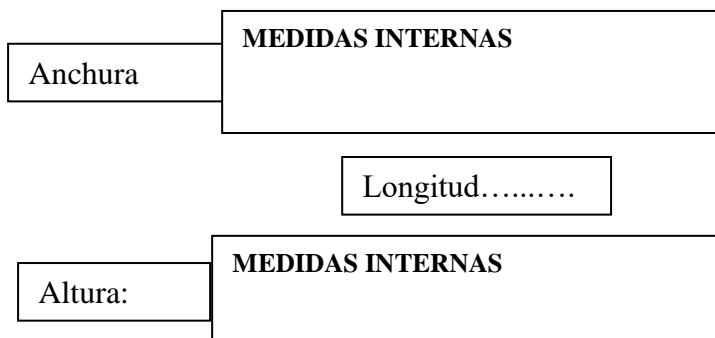 MEDIDAS INTERNAS
Anchura
Longitud…...….
MEDIDAS INTERNAS
Altura: